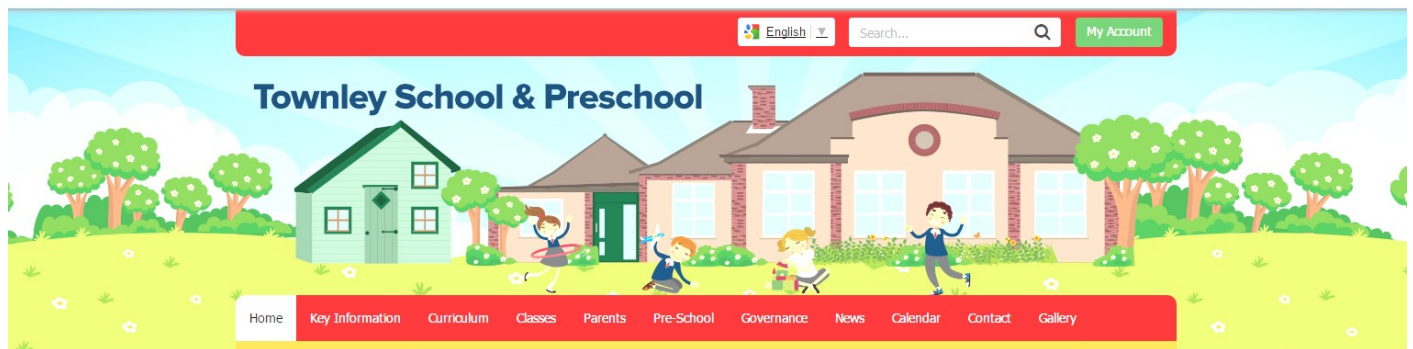 English ▼
Search...
My Account
Townley School & Preschool
Home Key Information Curriculum Classes Parents Pre-School Governance News Calendar Contact Gallery